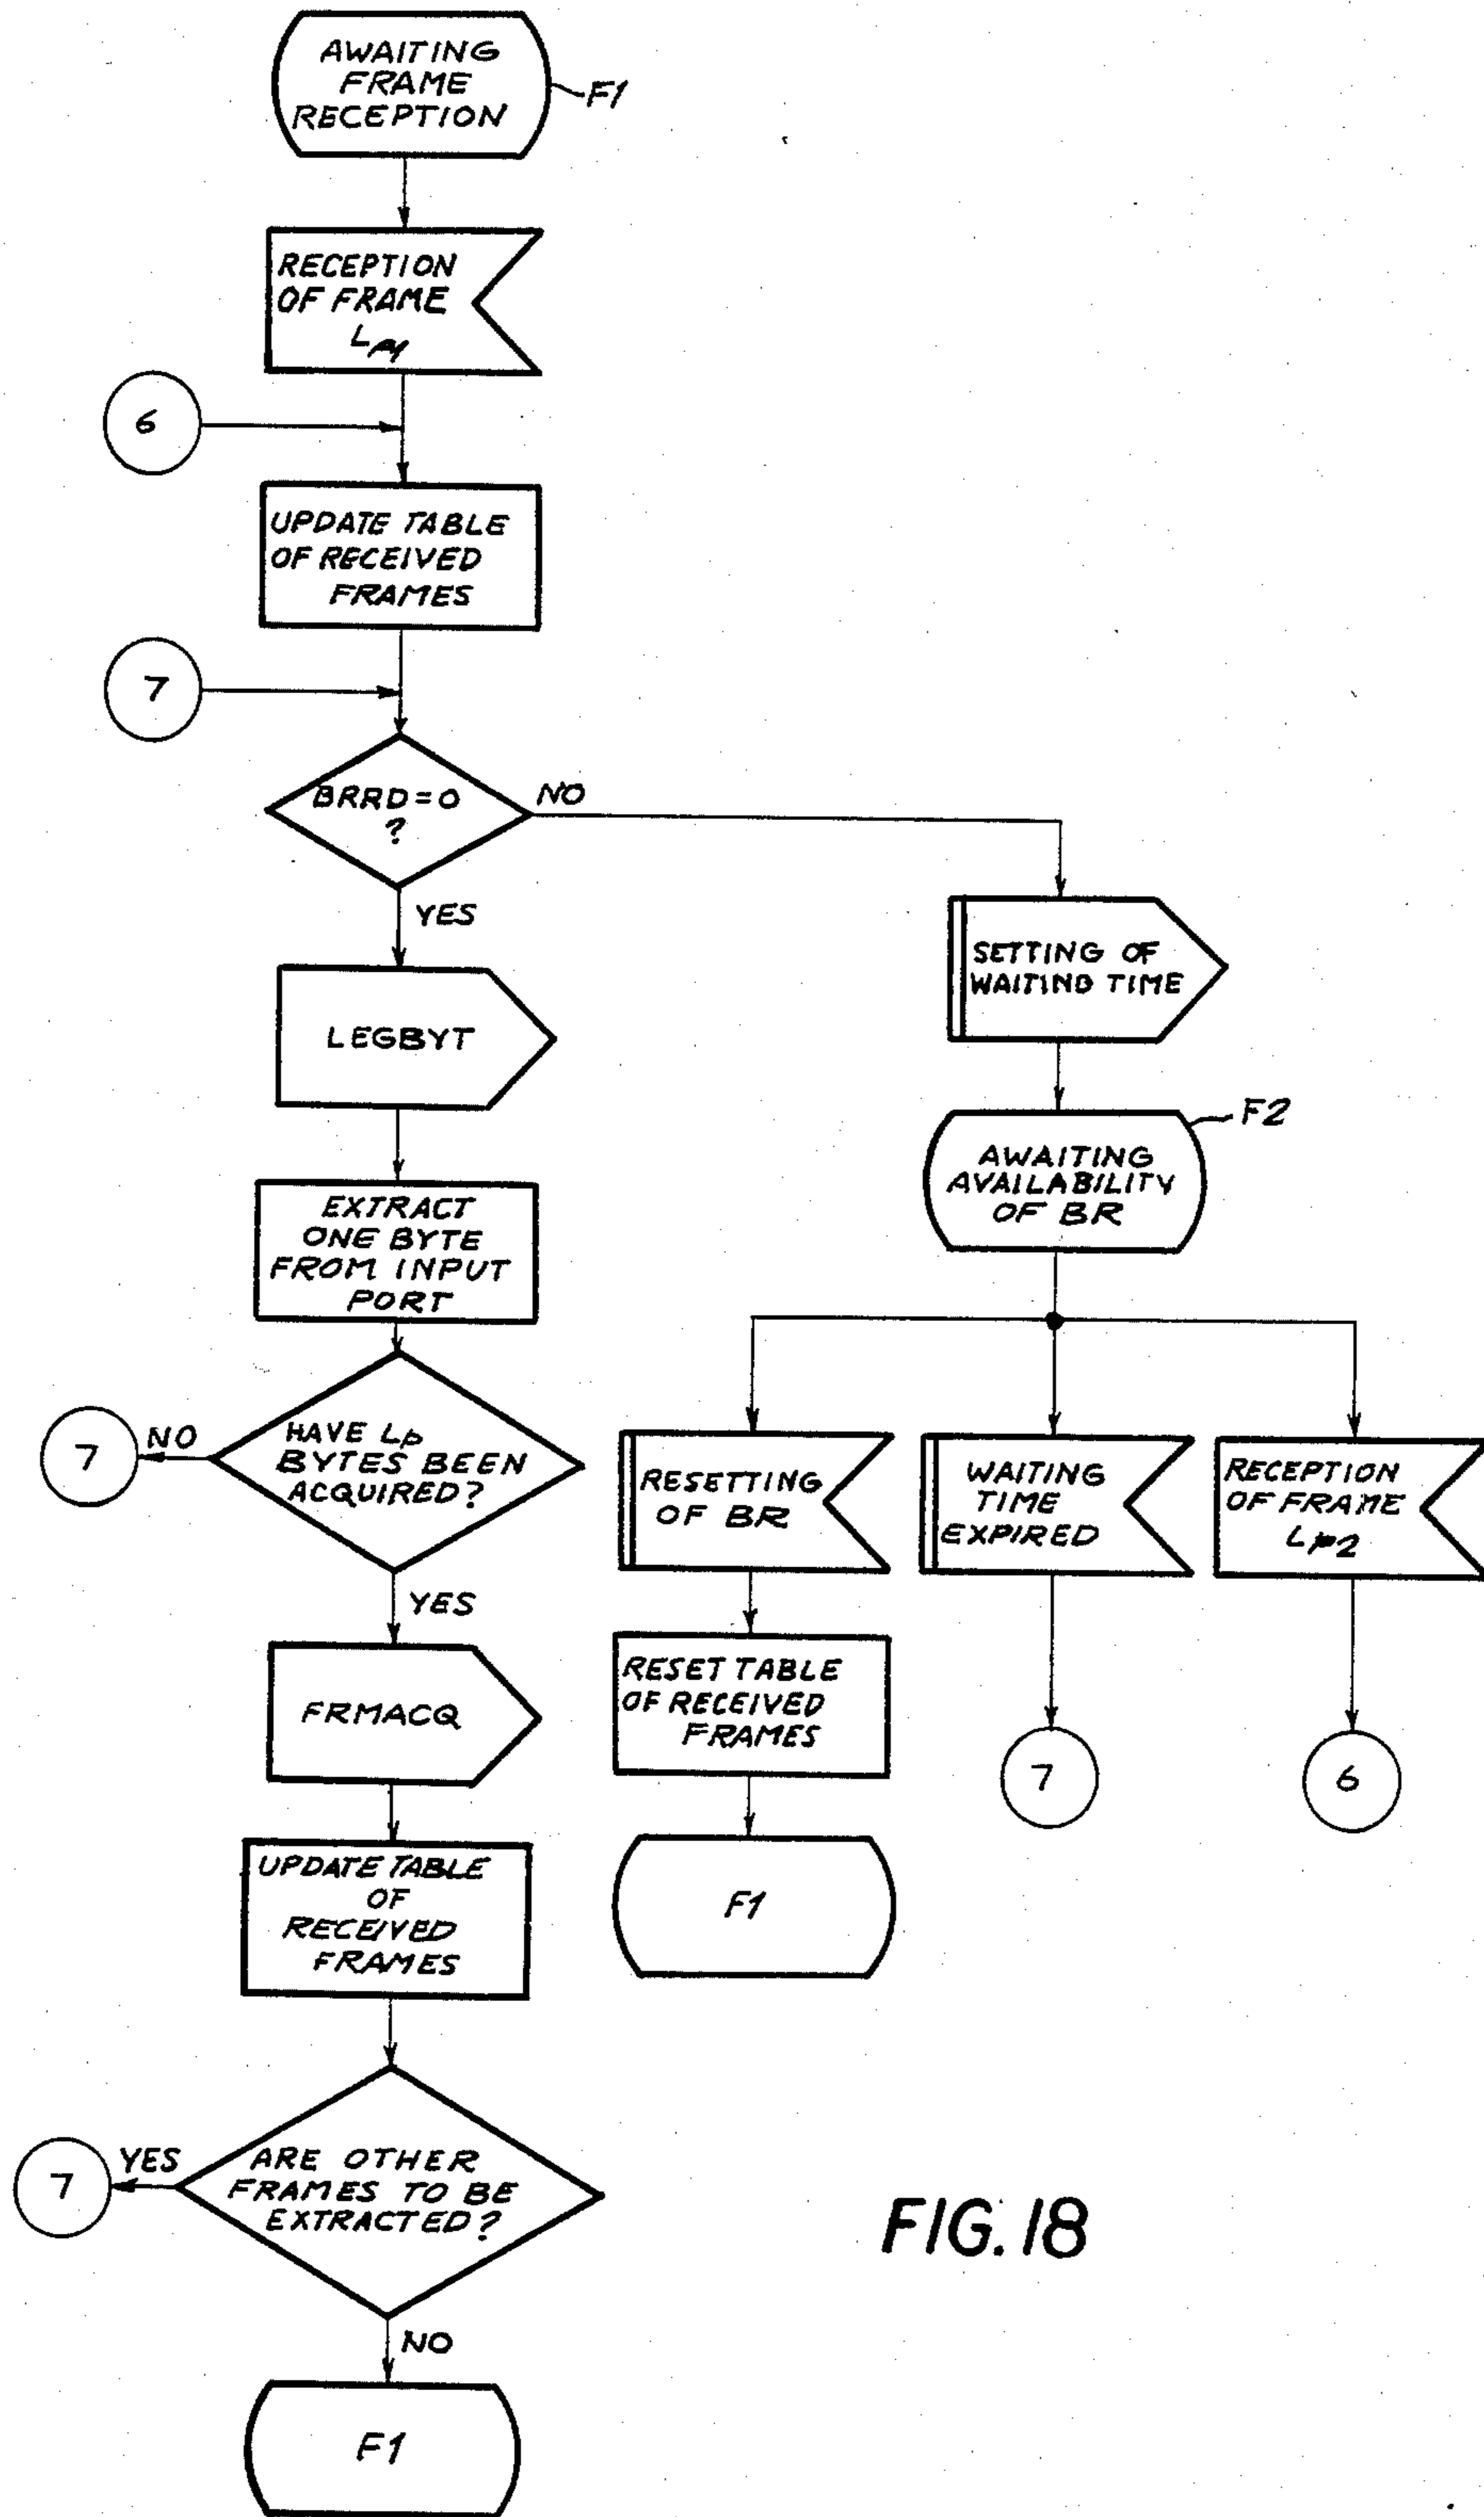 AWAITING
FRAME
RECEPTION
F1
RECEPTION
OF FRAME
6
UPDATE TABLE
OF RECEIVED
FRAMES
7
BRRD=0
?
NO
YES
SETTING OF
WAITING TIME
LEGBYT
F2
AWAITING
AVAILABILITY
OF BR
EXTRACT
ONE BYTE
FROM INPUT
PORT
7
NO
HAVE Lp
BYTES BEEN
ACQUIRED?
YES
RESETTING
OF BR
WAITING
TIME
EXPIRED
RECEPTION
OF FRAME
Lp2
FRMACQ
RESET TABLE
OF RECEIVED
FRAMES
7
6
UPDATE TABLE
OF
RECEIVED
FRAMES
F1
7
YES
ARE OTHER
FRAMES TO BE
EXTRACTED?
NO
F1
FIG. 18